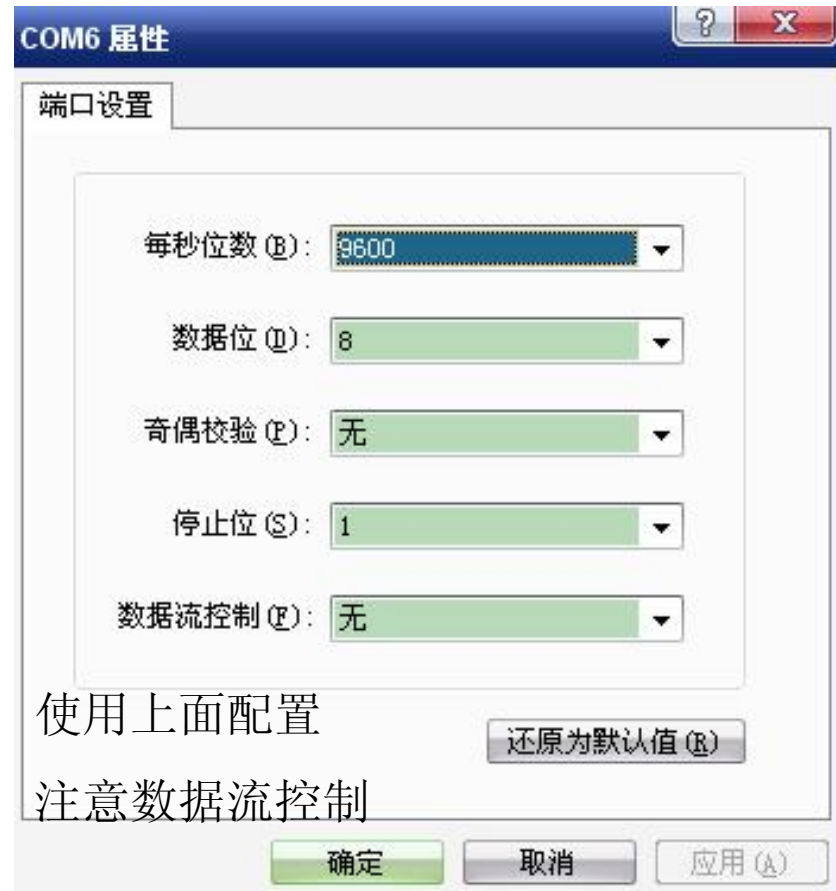 COM6 属性
端口设置
每秒位数(B): 9600
数据位(D): 8
奇偶校验(P): 无
停止位(S): 1
数据流控制(F): 无
使用上面配置
还原为默认值(R)
注意数据流控制
确定 取消 应用(A)